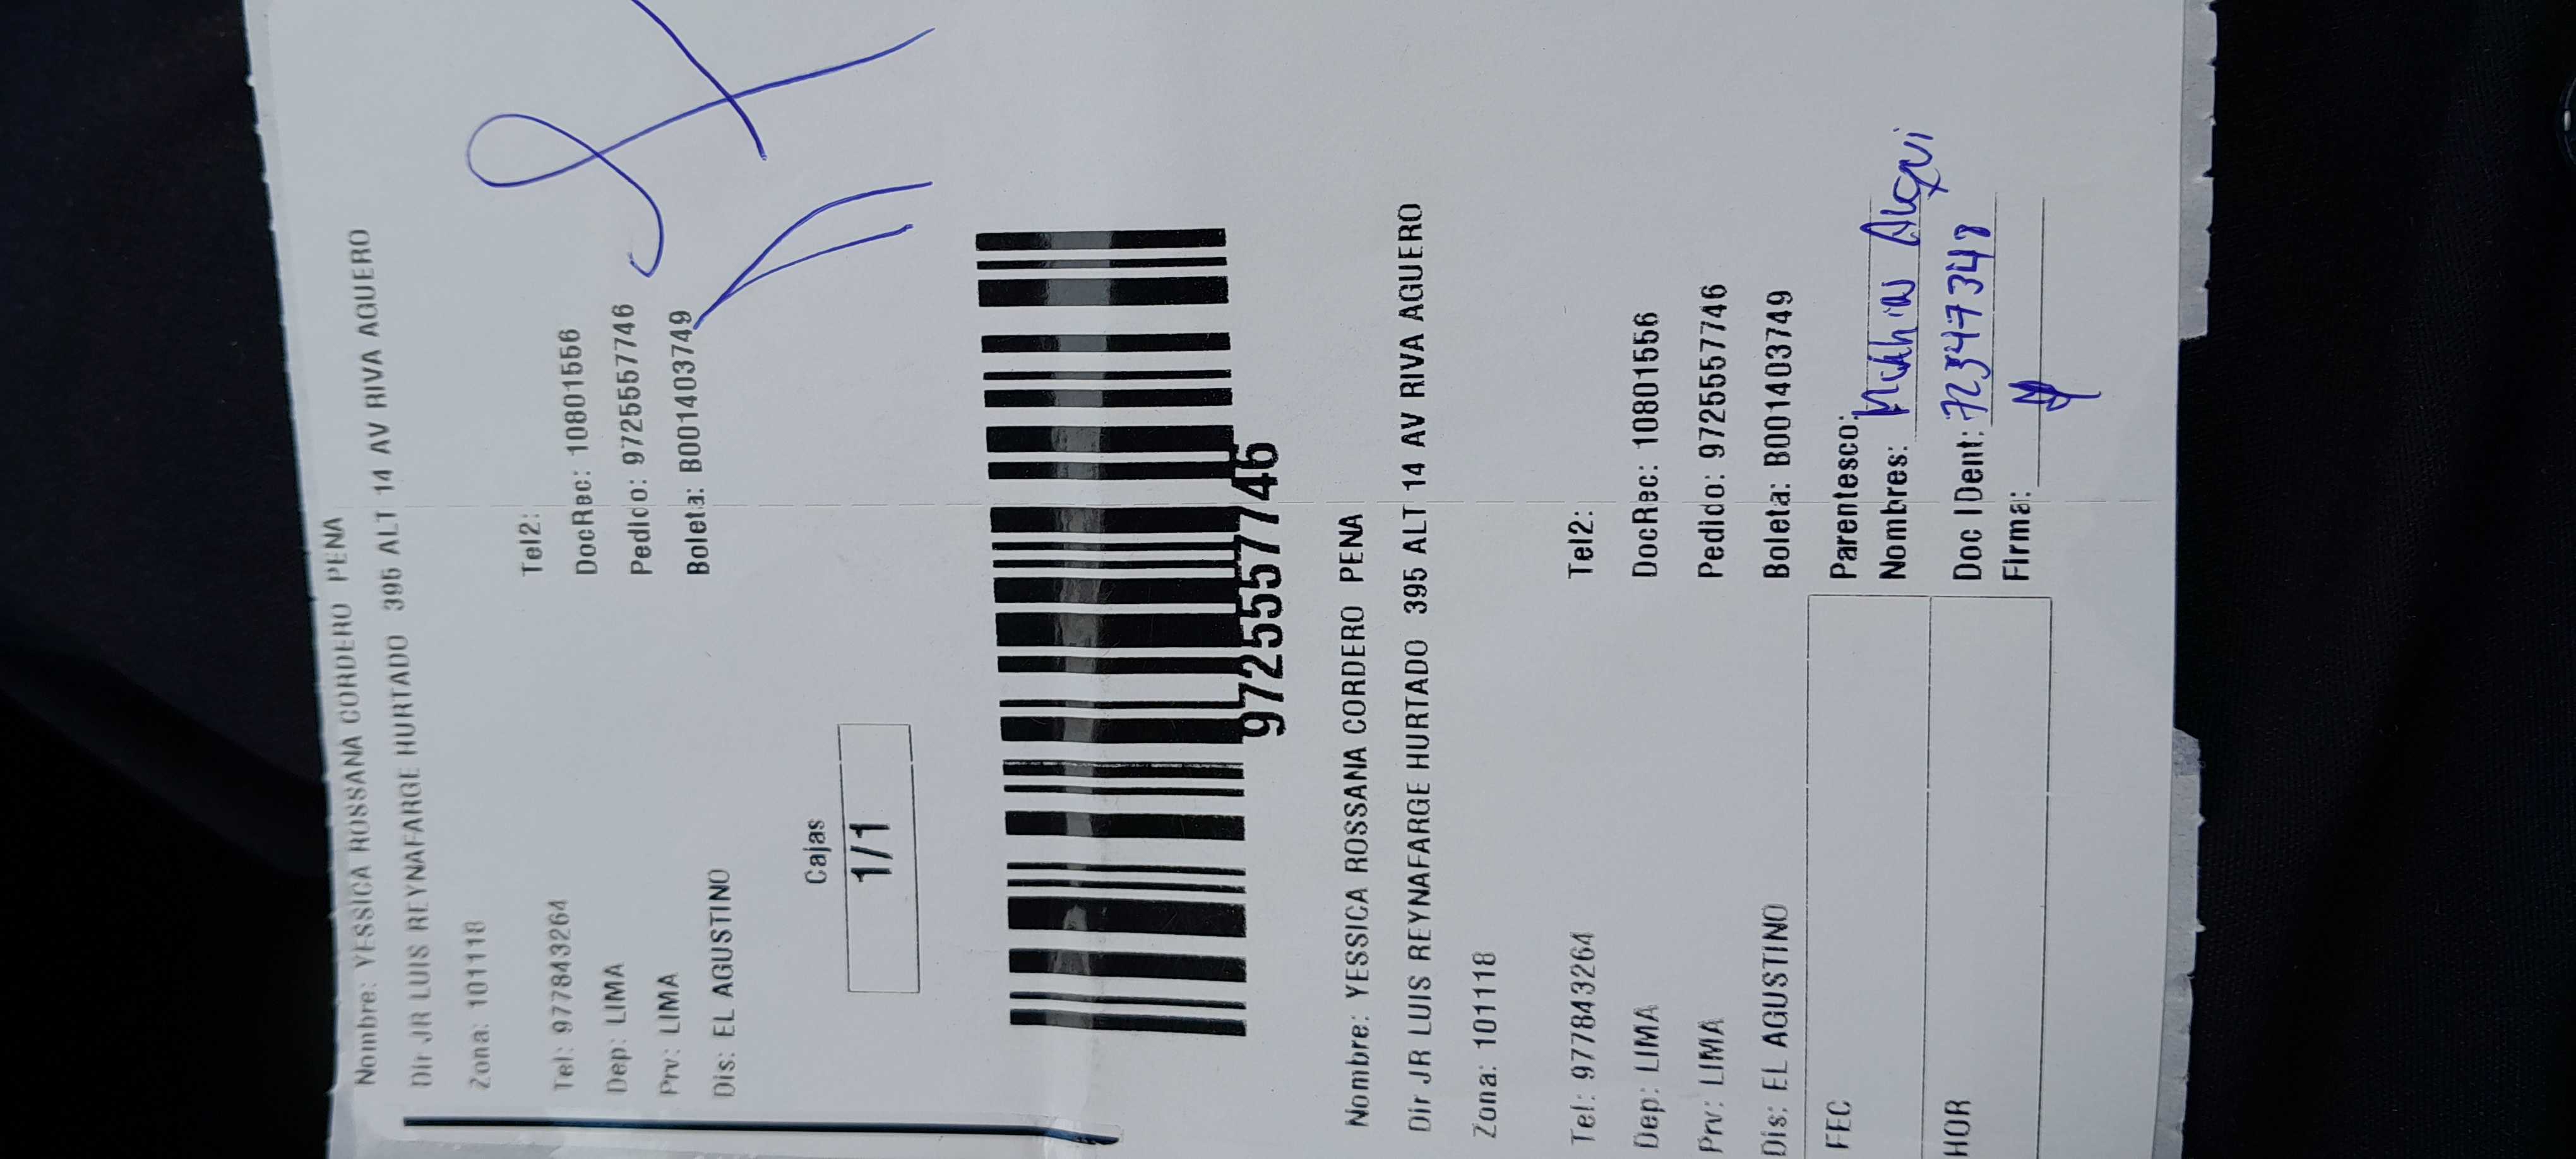 Nombre: YESSICA ROSSANA CORDERO PENA
Dir JR LUIS REYNAFARGE HURTADO 395 ALT 14 AV RIVA AGUERO
Zona: 101118
Tel: 977843264 Tel2:
Dep: LIMA DocRec: 10801556
Prv: LIMA Pedido: 97255557746
Dis: EL AGUSTINO Boleta: B001403749
Cajas
1/1
97255557746
Nombre: YESSICA ROSSANA CORDERO PENA
Dir JR LUIS REYNAFARGE HURTADO 395 ALT 14 AV RIVA AGUERO
Zona: 101118
Tel: 977843264 Tel2:
Dep: LIMA DocRec: 10801556
Prv: LIMA Pedido: 97255557746
Dis: EL AGUSTINO Boleta: B001403749
FEC Parentesco:
Nombres:
HOR Doc IDent: 72347348
Firma: